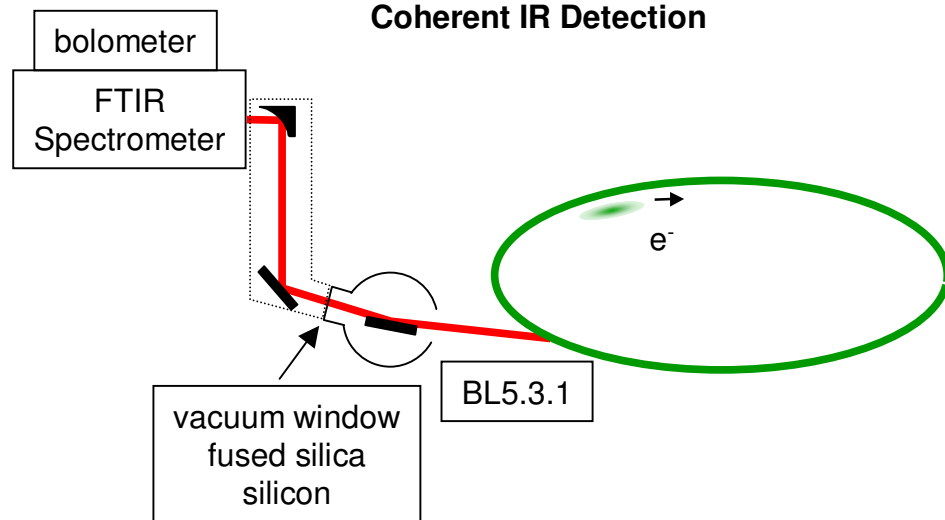 Coherent IR Detection
bolometer
FTIR
Spectrometer
e-
BL5.3.1
vacuum window
fused silica
silicon